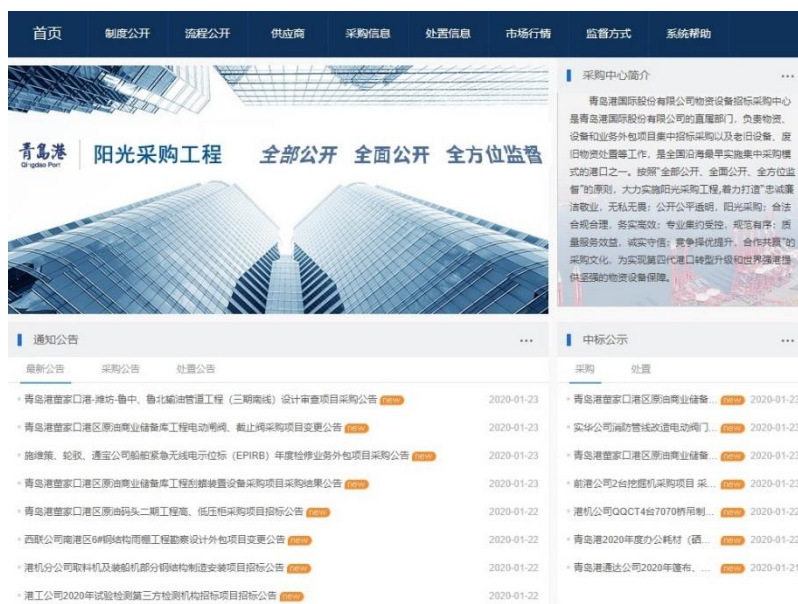 首页 制度公开 流程公开 供应商 采购信息 处置信息 市场行情 监督方式 系统帮助
青岛港
Qingdao Port
阳光采购工程
全部公开 全面公开 全方位监督
采购中心简介
青岛港国际股份有限公司物资设备招标采购中心
是青岛港国际股份有限公司的直属部门，负责物资、
设备和业务外包项目集中招标采购以及老旧设备、废
旧物资处置等工作，是全国沿海最早实施集中采购模
式的港口之一。按照"全部公开、全面公开、全方位监
督"的原则，大力实施阳光采购工程,着力打造"忠诚廉
洁敬业，无私无畏；公开公平透明，阳光采购；合法
合规合理，务实高效；专业集约受控，规范有序；质
量服务效益，诚实守信；竞争择优提升，合作共赢"的
采购文化，为实现第四代港口转型升级和世界强港提
供坚强的物资设备保障。
通知公告
最新公告 采购公告 处置公告
青岛港董家口港-潍坊-鲁中、鲁北输油管道工程（三期南线）设计审查项目采购公告 new 2020-01-23
青岛港董家口港区原油商业储备库工程电动闸阀、截止阀采购项目变更公告 new 2020-01-23
施维策、轮驳、通宝公司船舶紧急无线电示位标（EPIRB）年度检修业务外包项目采购公告 new 2020-01-23
青岛港董家口港区原油商业储备库工程刮蜡装置设备采购项目采购结果公告 new 2020-01-23
青岛港董家口港区原油码头二期工程高、低压柜采购项目招标公告 new 2020-01-22
西联公司南港区6#钢结构雨棚工程勘察设计外包项目变更公告 new 2020-01-22
港机分公司取料机及装船机部分钢结构制造安装项目招标公告 new 2020-01-22
港工公司2020年试验检测第三方检测机构招标项目招标公告 new 2020-01-22
中标公示
采购 处置
青岛港董家口港区原油商业储备... new 2020-01-23
实华公司消防管线改造电动阀门... new 2020-01-23
青岛港董家口港区原油商业储备... new 2020-01-23
前港公司2台挖掘机采购项目 采... new 2020-01-23
港机公司QQCT4台7070桥吊制... new 2020-01-22
青岛港2020年度办公耗材（硒... new 2020-01-22
青岛港通达公司2020年篷布、... new 2020-01-21